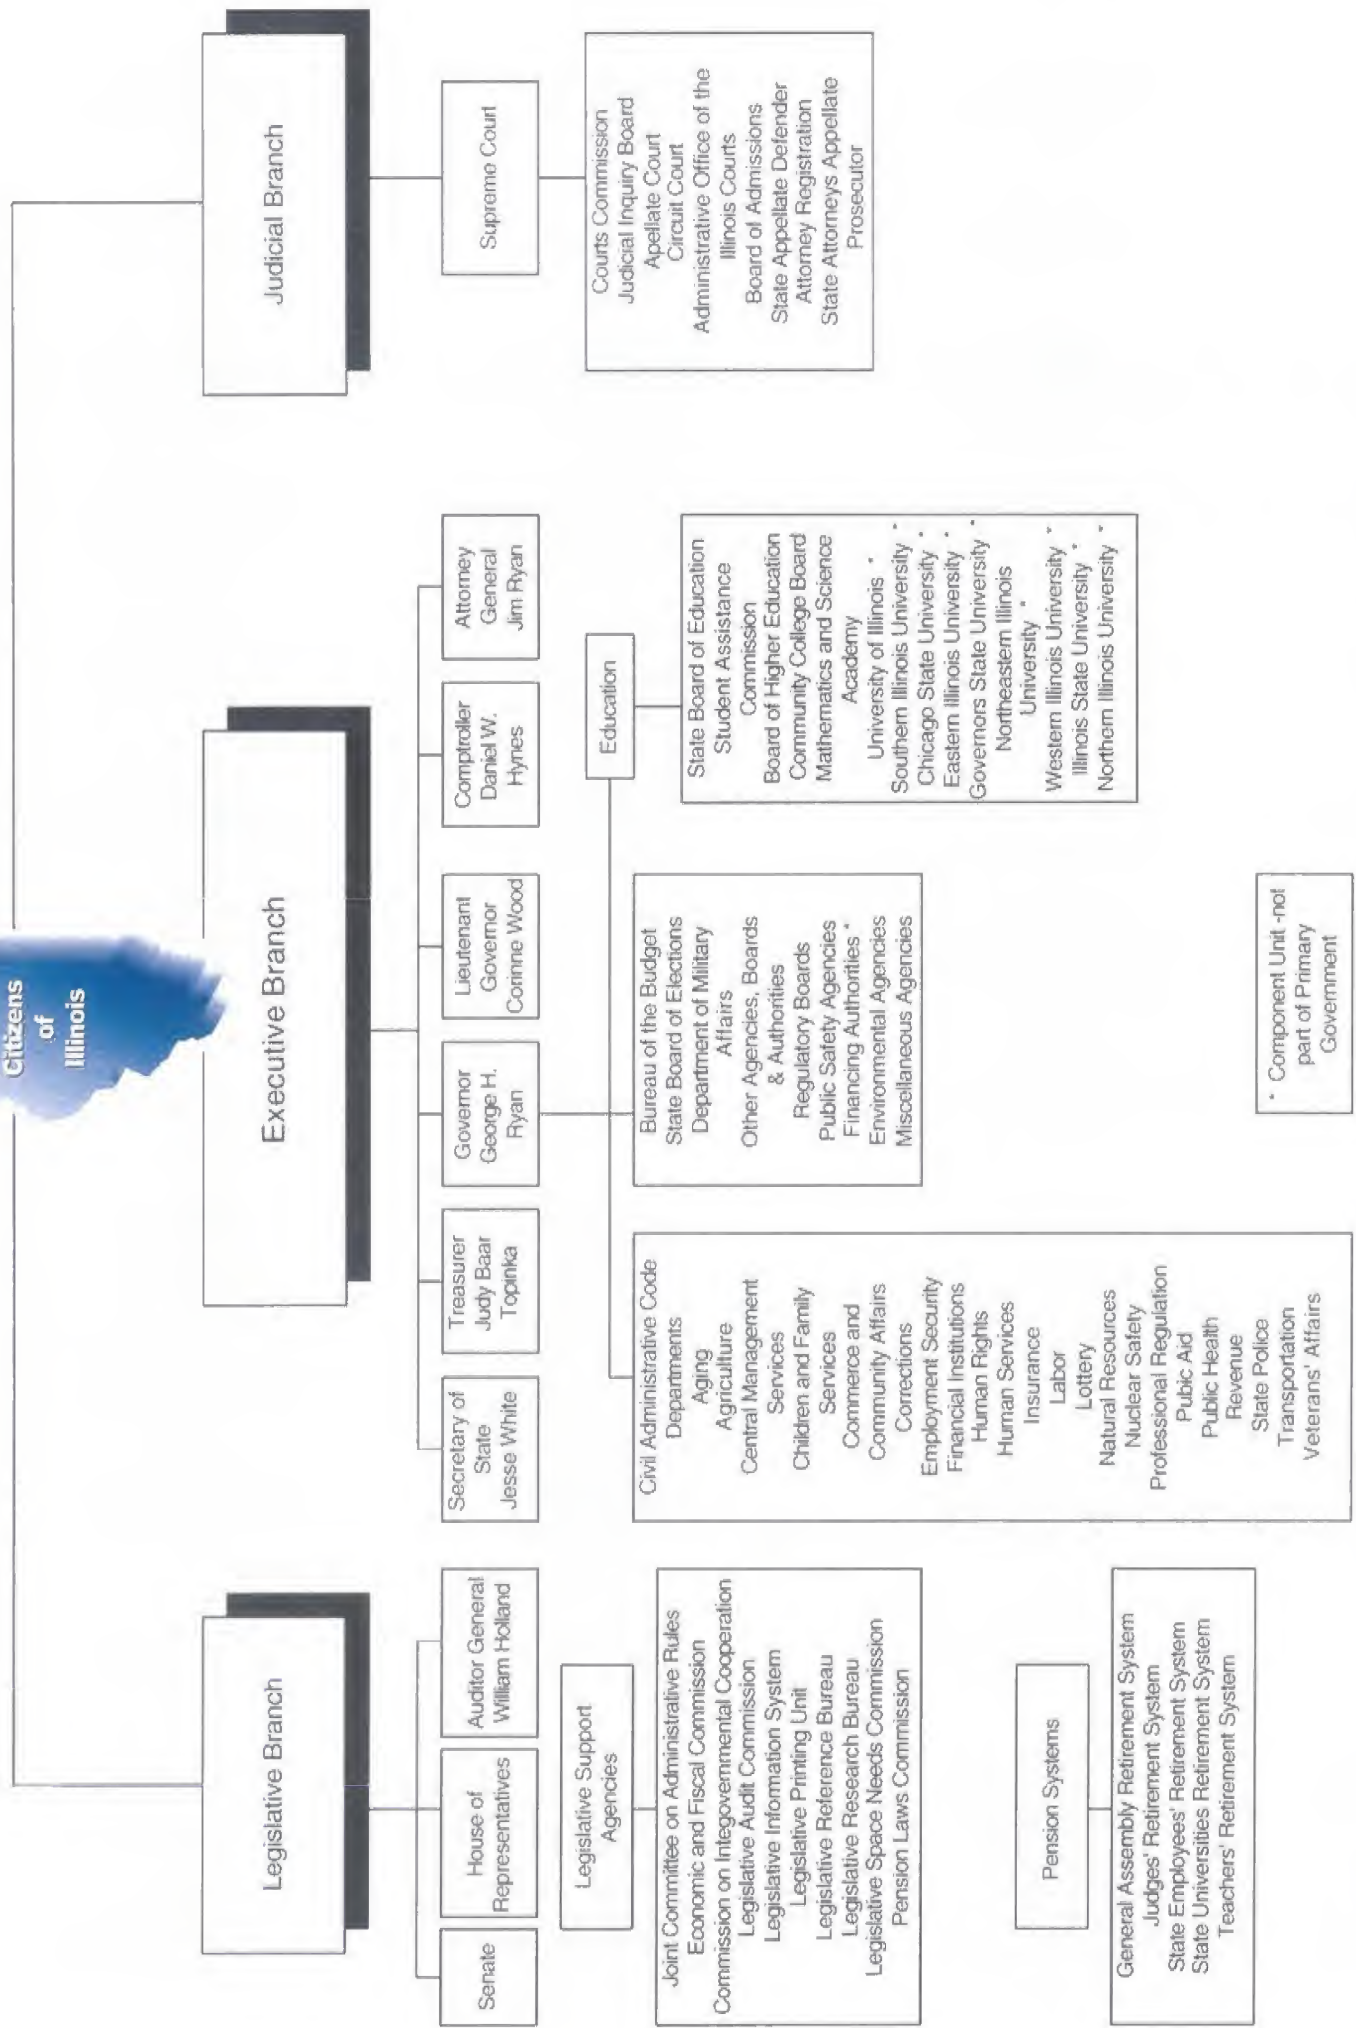 Citizens
of
Illinois
Legislative Branch
Senate
House of
Representatives
Auditor General
William Holland
Legislative Support
Agencies
Joint Committee on Administrative Rules
Economic and Fiscal Commission
Commission on Integovernmental Cooperation
Legislative Audit Commission
Legislative Information System
Legislative Printing Unit
Legislative Reference Bureau
Legislative Research Bureau
Legislative Space Needs Commission
Pension Laws Commission
Pension Systems
General Assembly Retirement System
Judges' Retirement System
State Employees' Retirement System
State Universities Retirement System
Teachers' Retirement System
Executive Branch
Secretary of
State
Jesse White
Treasurer
Judy Baar
Topinka
Governor
George H.
Ryan
Lieutenant
Governor
Corinne Wood
Comptroller
Daniel W.
Hynes
Attorney
General
Jim Ryan
Civil Administrative Code
Departments
Aging
Agriculture
Central Management
Services
Children and Family
Services
Commerce and
Community Affairs
Corrections
Employment Security
Financial Institutions
Human Rights
Human Services
Insurance
Labor
Lottery
Natural Resources
Nuclear Safety
Professional Regulation
Pubic Aid
Public Health
Revenue
State Police
Transportation
Veterans' Affairs
Bureau of the Budget
State Board of Elections
Department of Military
Affairs
Other Agencies, Boards
& Authorities
Regulatory Boards
Public Safety Agencies
Financing Authorities *
Environmental Agencies
Miscellaneous Agencies
Education
State Board of Education
Student Assistance
Commission
Board of Higher Education
Community College Board
Mathematics and Science
Academy
University of Illinois *
Southern Illinois University *
Chicago State University *
Eastern Illinois University *
Governors State University *
Northeastern Illinois
University *
Western Illinois University *
Illinois State University *
Northern Illinois University *
* Component Unit -not
part of Primary
Government
Judicial Branch
Supreme Court
Courts Commission
Judicial Inquiry Board
Apellate Court
Circuit Court
Administrative Office of the
Illinois Courts
Board of Admissions
State Appellate Defender
Attorney Registration
State Attorneys Appellate
Prosecutor